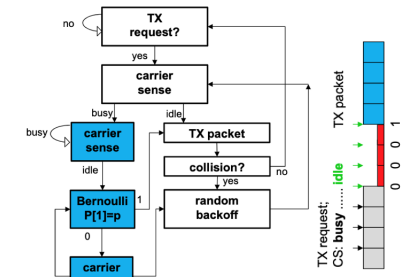 no
TX
request?
yes
carrier
sense
busy
idle
busy
carrier
sense
TX packet
idle
collision?
no
yes
Bernoulli
P[1]=p
1
random
backoff
0
carrier
TX packet
0 0 0 1
TX request;
CS: busy ...... idle